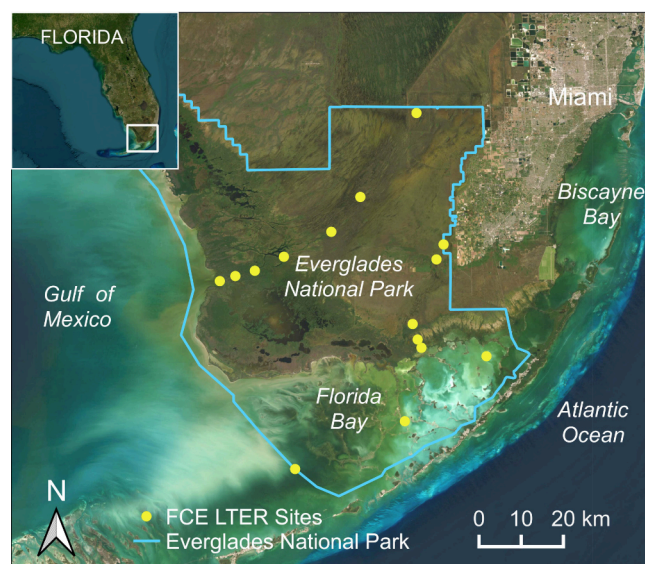 FLORIDA
Miami
Biscayne
Bay
Everglades
National Park
Gulf of
Mexico
Florida
Bay
Atlantic
Ocean
N
FCE LTER Sites
Everglades National Park
0 10 20 km